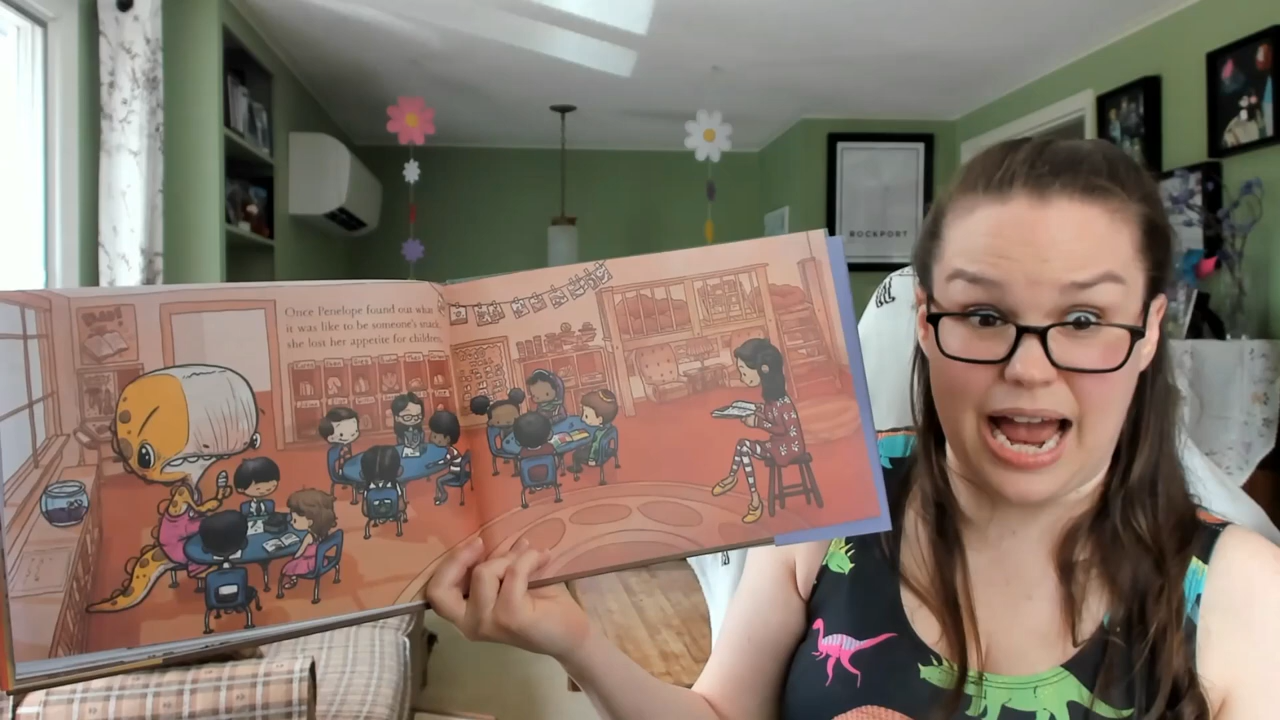 Once Penelope found out what
it was like to be someone's snack,
she lost her appetite for children.
ROCKPORT